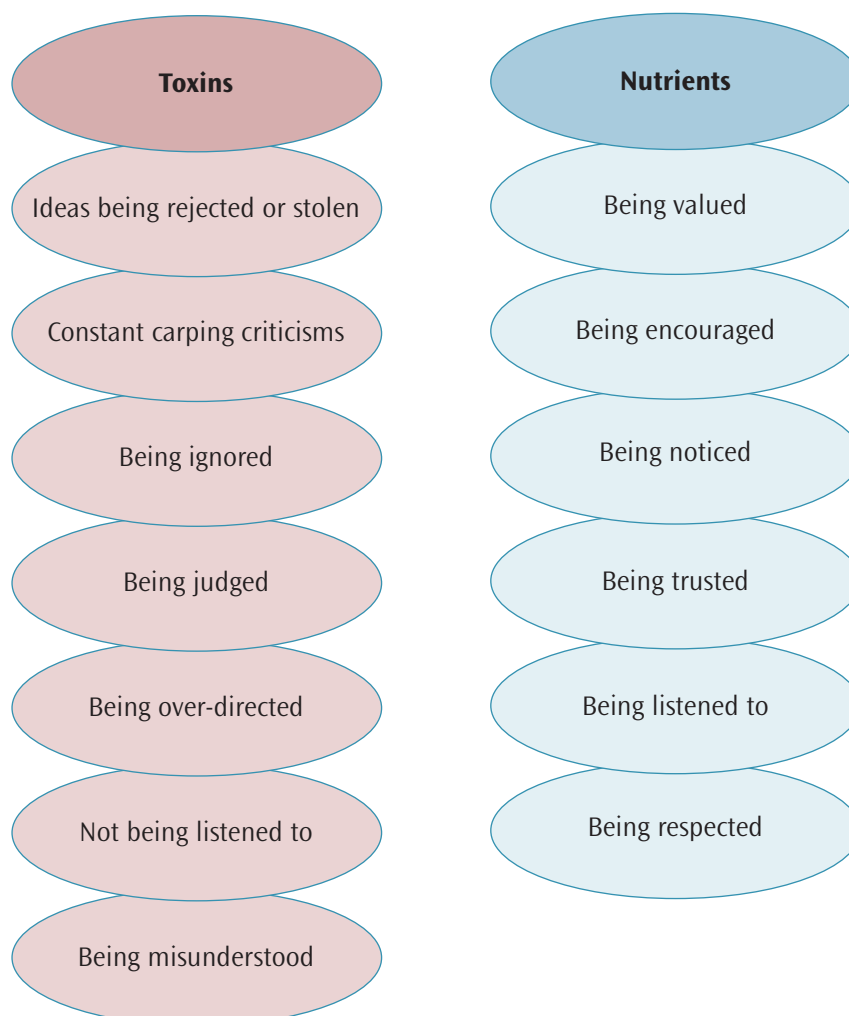 Toxins
Ideas being rejected or stolen
Constant carping criticisms
Being ignored
Being judged
Being over-directed
Not being listened to
Being misunderstood
Nutrients
Being valued
Being encouraged
Being noticed
Being trusted
Being listened to
Being respected